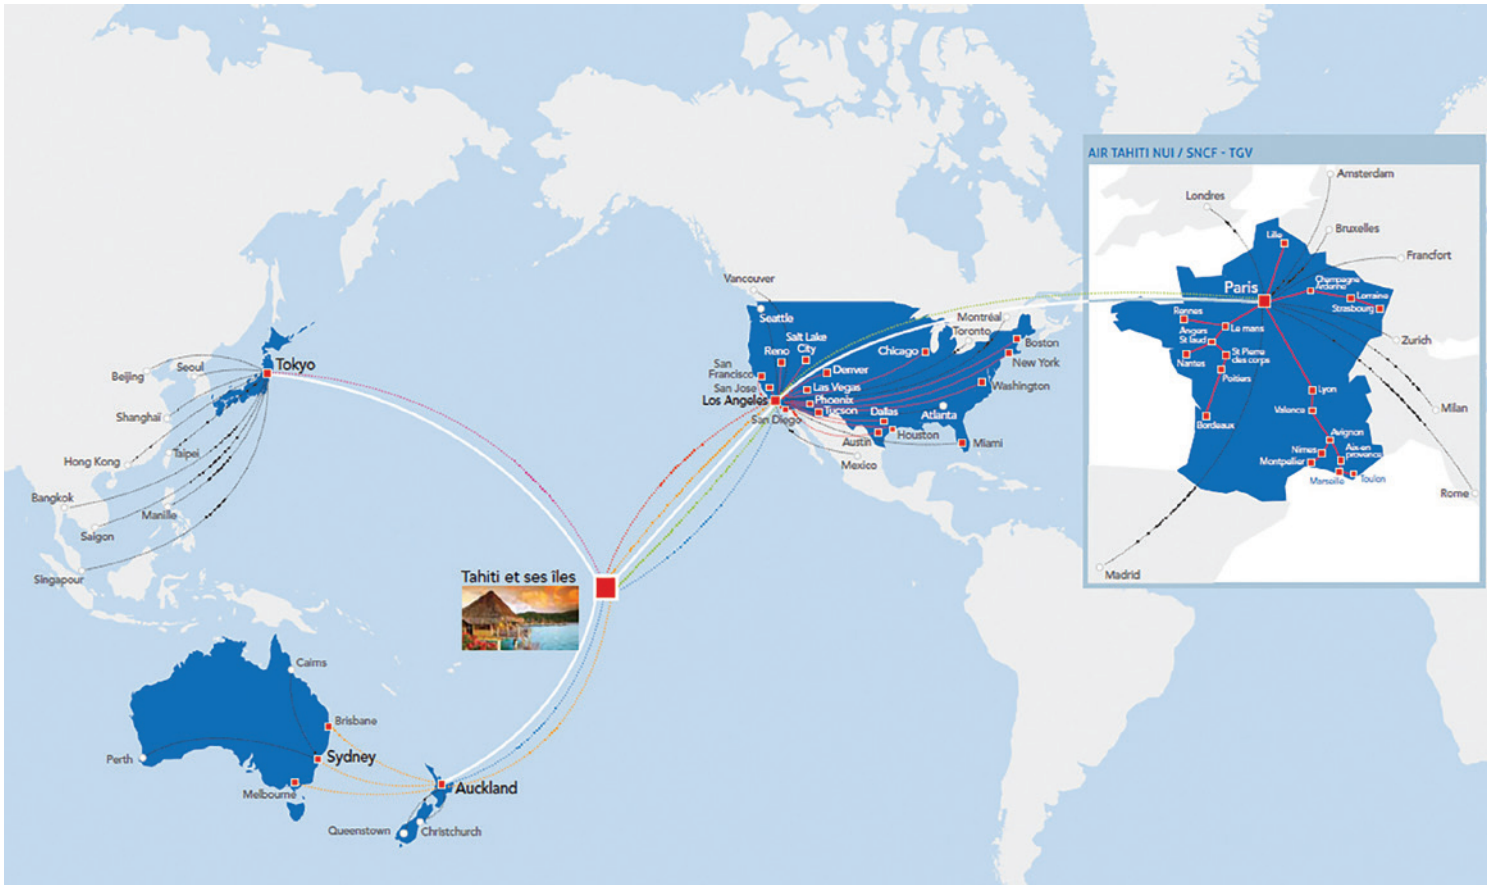 AIR TAHITI NUI / SNCF - TGV
Amsterdam
Londres
Bruxelles
Lille
Francfort
Champagne
Ardenne
Paris
Lorraine
Strasbourg
Rennes
Le mans
Angers
St laud
Zurich
St Pierre
des corps
Nantes
Poitiers
Lyon
Milan
Valence
Bordeaux
Avignon
Nimes
Aix-en
provence
Montpellier
Marseille
Toulon
Rome
Madrid
Vancouver
Seattle
Montréal
Toronto
Boston
Salt Lake
City
Reno
Chicago
New York
San
Francisco
Denver
San Jose
Las Vegas
Washington
Los Angeles
Phoenix
Tucson
Dallas
Atlanta
San Diego
Austin
Houston
Miami
Mexico
Tokyo
Seoul
Beijing
Shanghaï
Taipei
Hong Kong
Bangkok
Manille
Saigon
Singapour
Tahiti et ses îles
Cairns
Brisbane
Sydney
Perth
Melbourne
Auckland
Queenstown
Christchurch